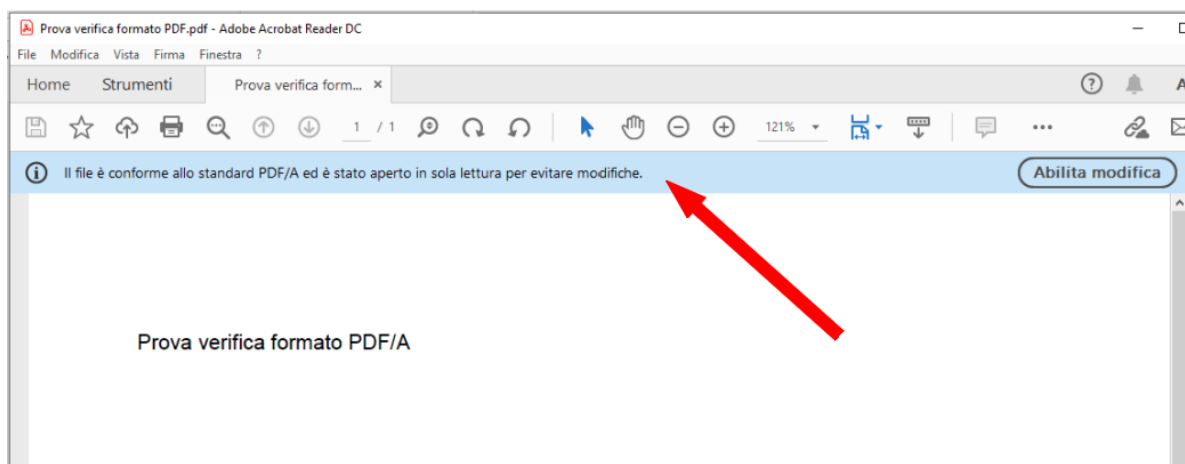 Prova verifica formato PDF.pdf - Adobe Acrobat Reader DC
File Modifica Vista Firma Finestra ?
Home Strumenti Prova verifica form... ×
1 / 1 121%
Il file è conforme allo standard PDF/A ed è stato aperto in sola lettura per evitare modifiche. Abilita modifica
Prova verifica formato PDF/A